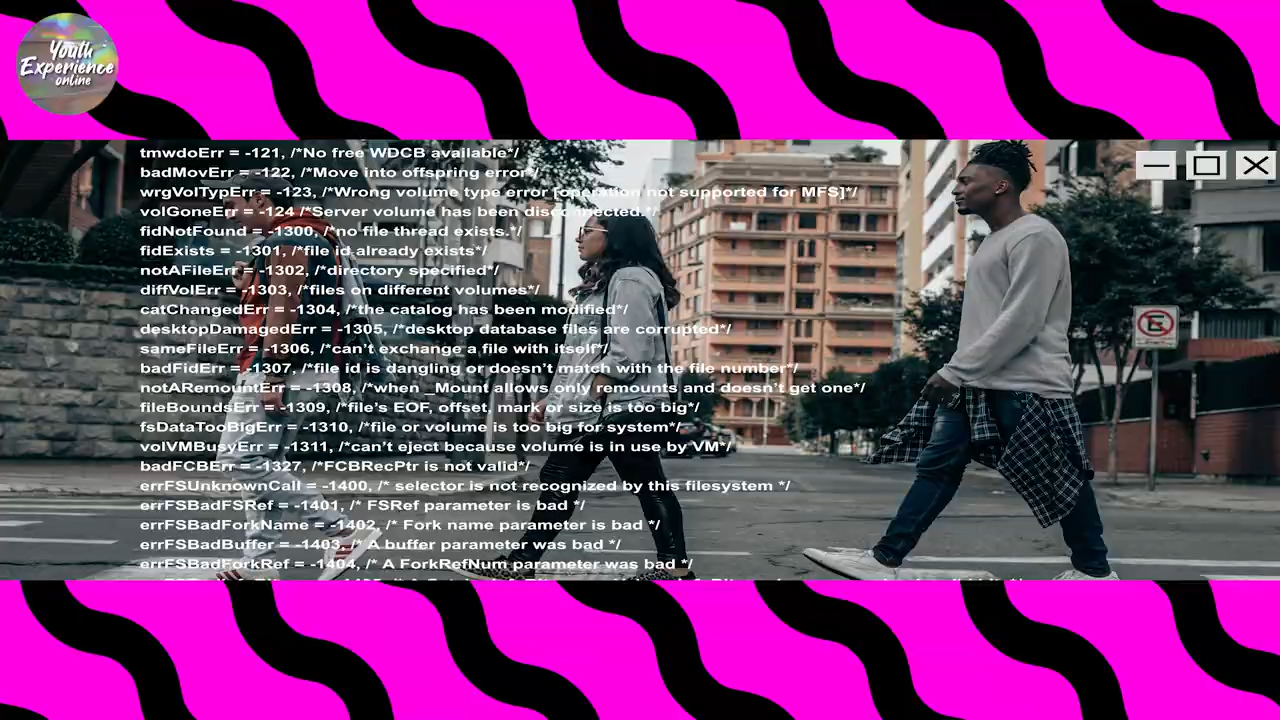 Youth
Experience
online
tmwdoErr = -121, /*No free WDCB available*/
badMovErr = -122, /*Move into offspring error*/
wrgVolTypErr = -123, /*Wrong volume type error [operation not supported for MFS]*/
volGoneErr = -124 /*Server volume has been disconnected.*/
fidNotFound = -1300, /*no file thread exists.*/
fidExists = -1301, /*file id already exists*/
notAFileErr = -1302, /*directory specified*/
diffVolErr = -1303, /*files on different volumes*/
catChangedErr = -1304, /*the catalog has been modified*/
desktopDamagedErr = -1305, /*desktop database files are corrupted*/
sameFileErr = -1306, /*can’t exchange a file with itself*/
badFidErr = -1307, /*file id is dangling or doesn’t match with the file number*/
notARemountErr = -1308, /*when _Mount allows only remounts and doesn’t get one*/
fileBoundsErr = -1309, /*file’s EOF, offset, mark or size is too big*/
fsDataTooBigErr = -1310, /*file or volume is too big for system*/
volVMBusyErr = -1311, /*can’t eject because volume is in use by VM*/
badFCBErr = -1327, /*FCBRecPtr is not valid*/
errFSUnknownCall = -1400, /* selector is not recognized by this filesystem */
errFSBadFSRef = -1401, /* FSRef parameter is bad */
errFSBadForkName = -1402, /* Fork name parameter is bad */
errFSBadBuffer = -1403, /* A buffer parameter was bad */
errFSBadForkRef = -1404, /* A ForkRefNum parameter was bad */